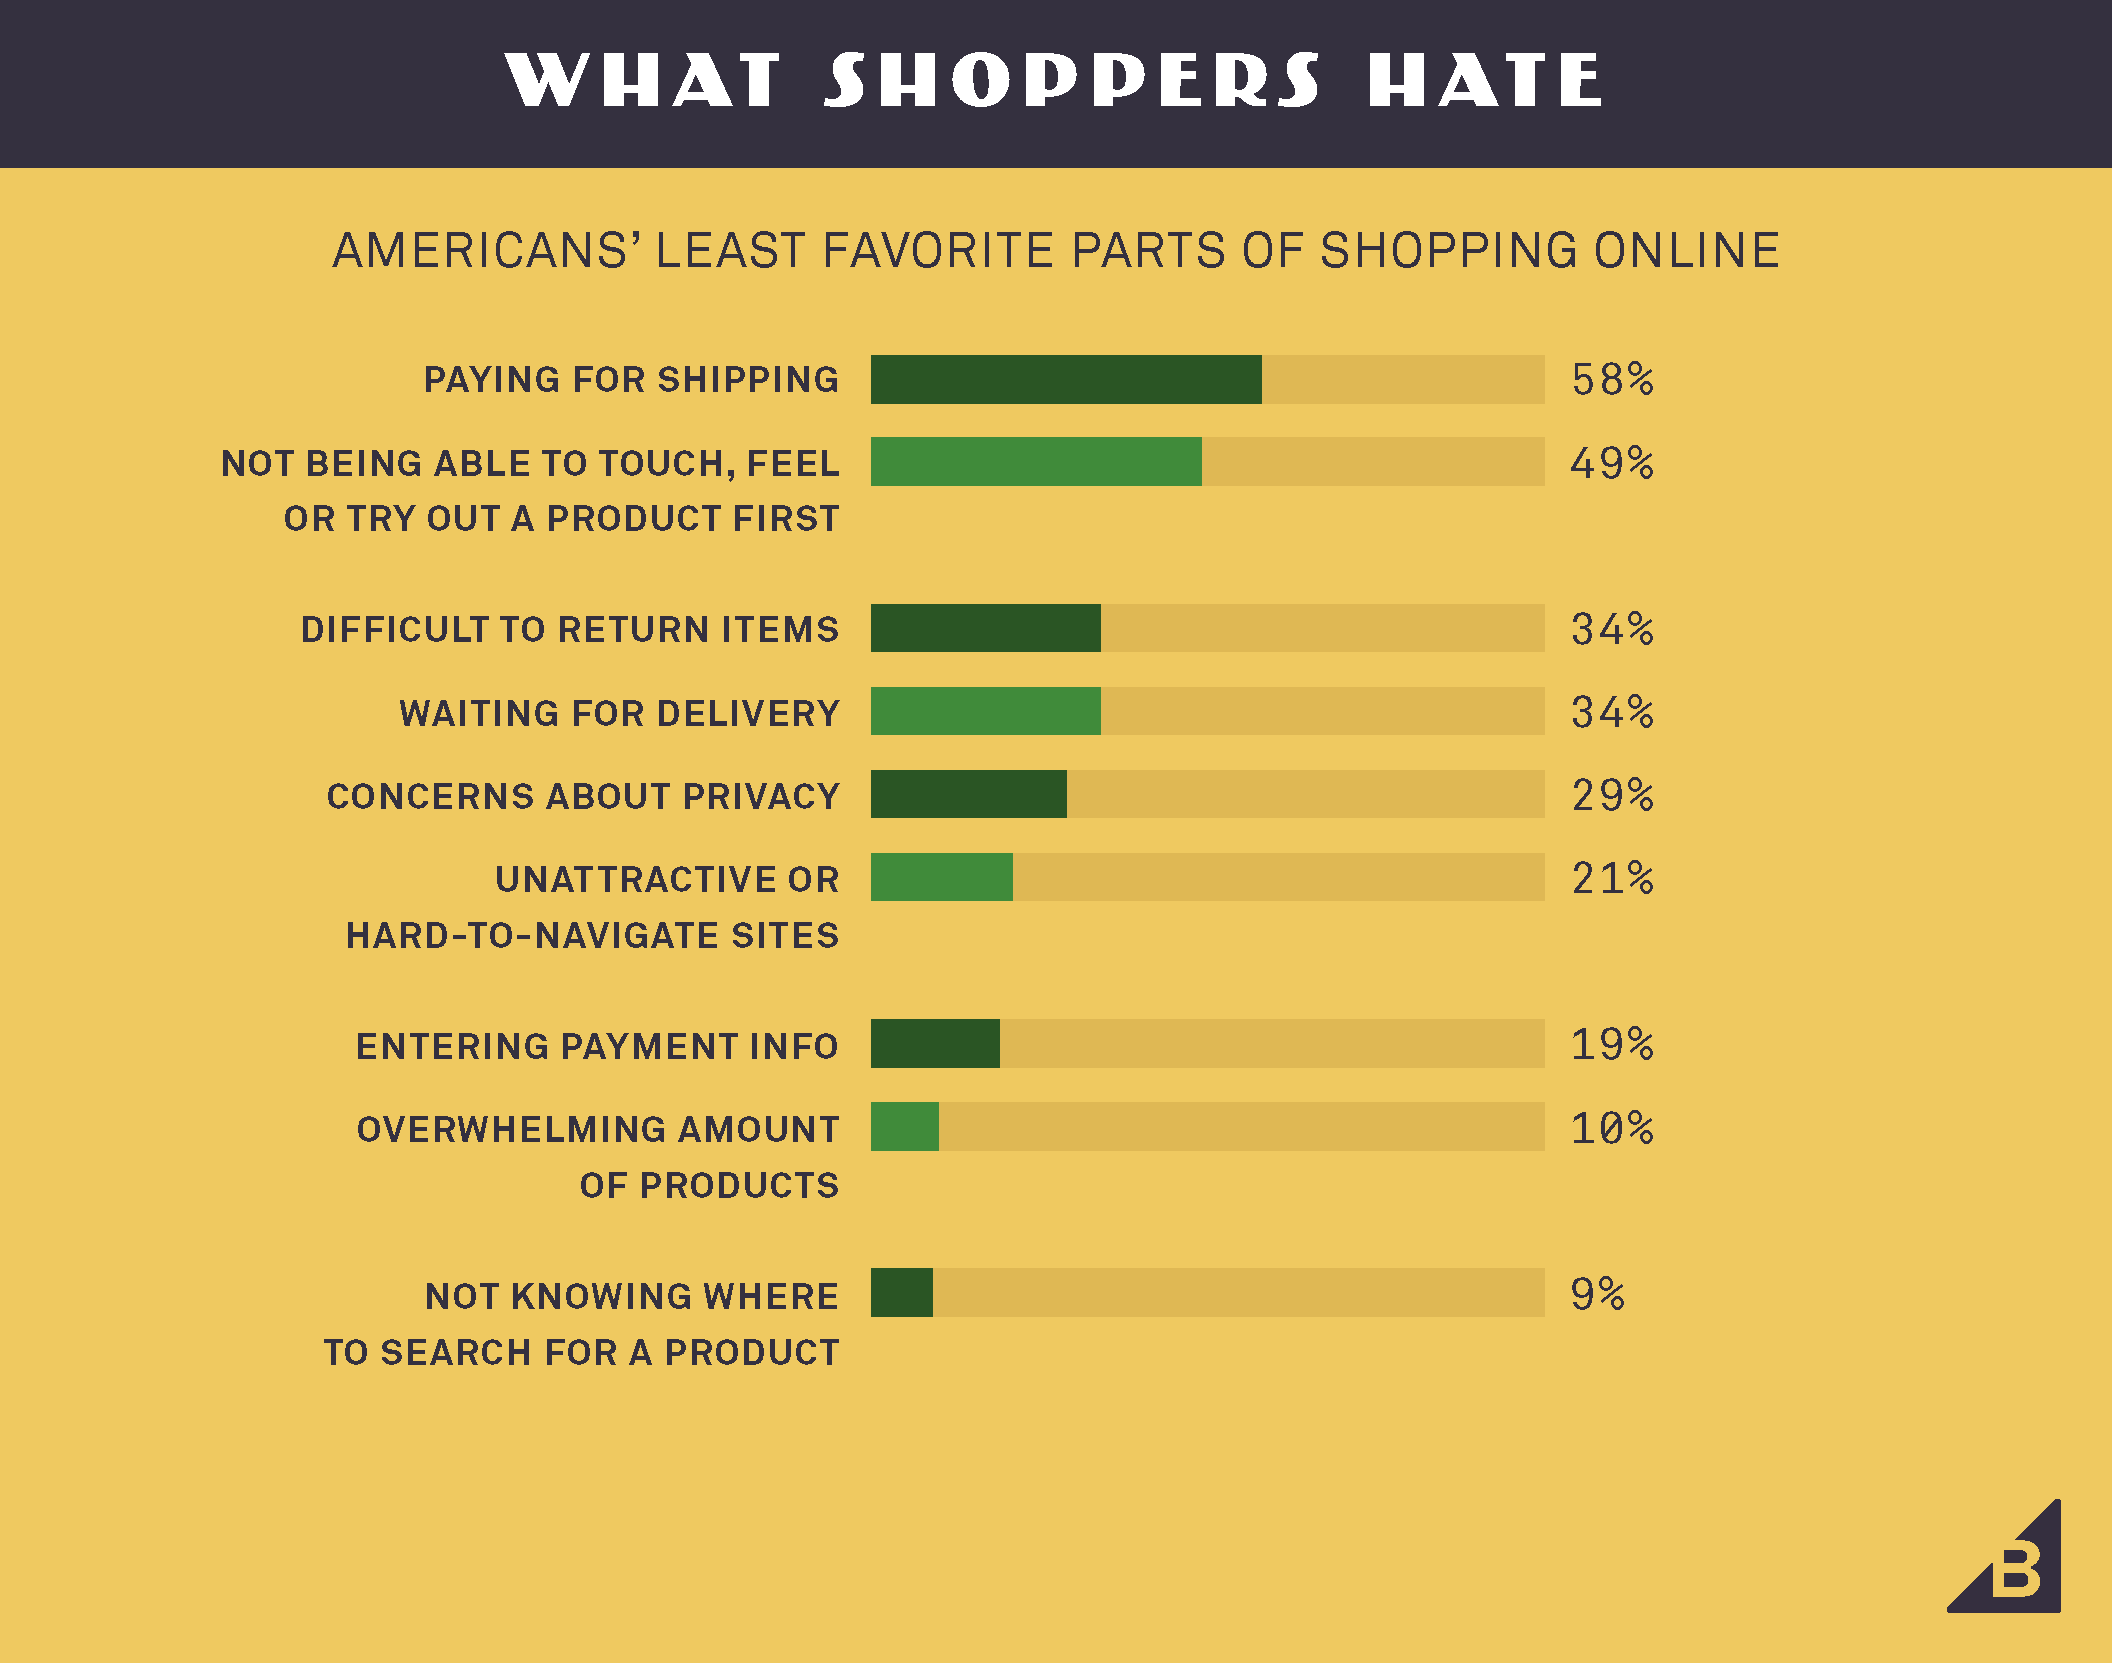 WHAT SHOPPERS HATE
AMERICANS’ LEAST FAVORITE PARTS OF SHOPPING ONLINE
PAYING FOR SHIPPING 58%
NOT BEING ABLE TO TOUCH, FEEL 49%
OR TRY OUT A PRODUCT FIRST
DIFFICULT TO RETURN ITEMS 34%
WAITING FOR DELIVERY 34%
CONCERNS ABOUT PRIVACY 29%
UNATTRACTIVE OR 21%
HARD-TO-NAVIGATE SITES
ENTERING PAYMENT INFO 19%
OVERWHELMING AMOUNT 10%
OF PRODUCTS
NOT KNOWING WHERE 9%
TO SEARCH FOR A PRODUCT
B